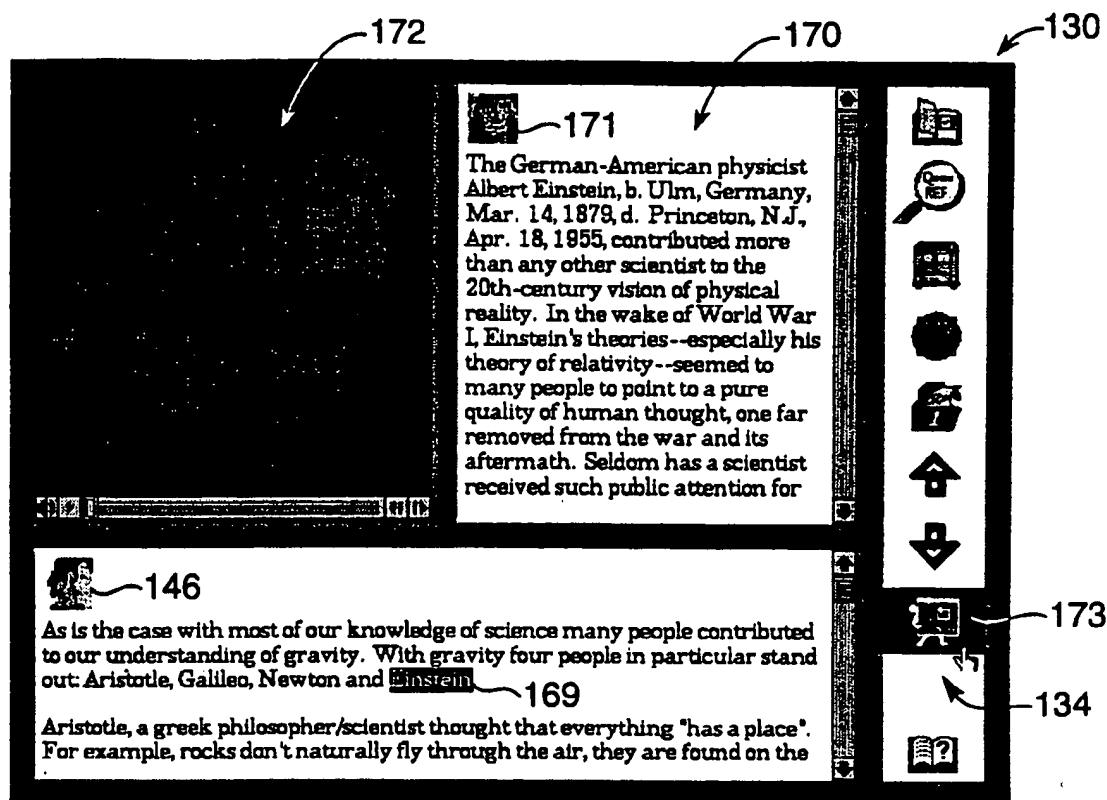 172
170
130
171
The German-American physicist
Albert Einstein, b. Ulm, Germany,
Mar. 14, 1879, d. Princeton, N.J.,
Apr. 18, 1955, contributed more
than any other scientist to the
20th-century vision of physical
reality. In the wake of World War
I, Einstein's theories--especially his
theory of relativity--seemed to
many people to point to a pure
quality of human thought, one far
removed from the war and its
aftermath. Seldom has a scientist
received such public attention for
REF.
1
146
As is the case with most of our knowledge of science many people contributed
to our understanding of gravity. With gravity four people in particular stand
out: Aristotle, Galileo, Newton and Einstein
169
Aristotle, a greek philosopher/scientist thought that everything "has a place".
For example, rocks don't naturally fly through the air, they are found on the
173
134
?